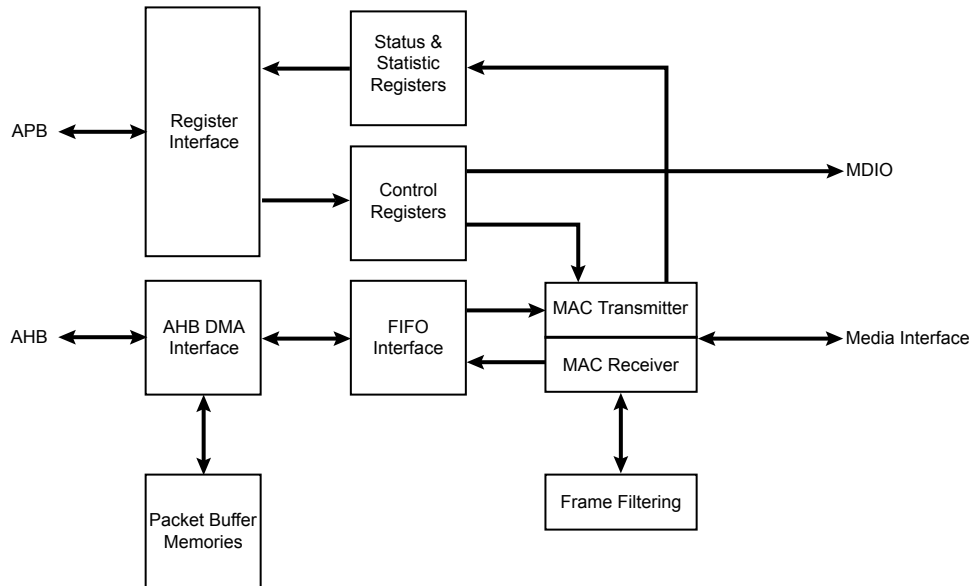 Status &
Statistic
Registers
APB
Register
Interface
Control
Registers
MDIO
AHB
AHB DMA
Interface
FIFO
Interface
MAC Transmitter
MAC Receiver
Media Interface
Packet Buffer
Memories
Frame Filtering